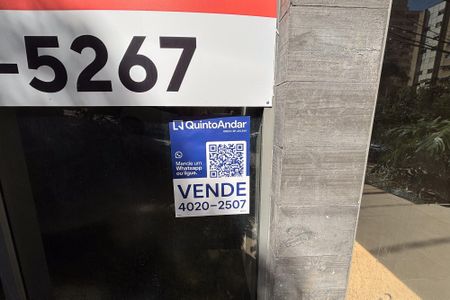 -5267
QuintoAndar
Mande um
Whatsapp
ou ligue.
VENDE
4020-2507